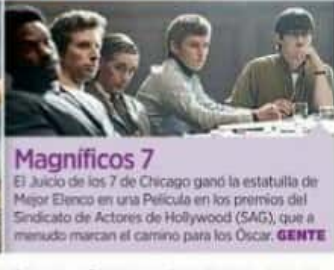 Magníficos 7
El Juicio de los 7 de Chicago ganó la estatuilla de
Mejor Elenco en una Película en los premios del
Sindicato de Actores de Hollywood (SAG), que a
menudo marcan el camino para los Óscar. GENTE